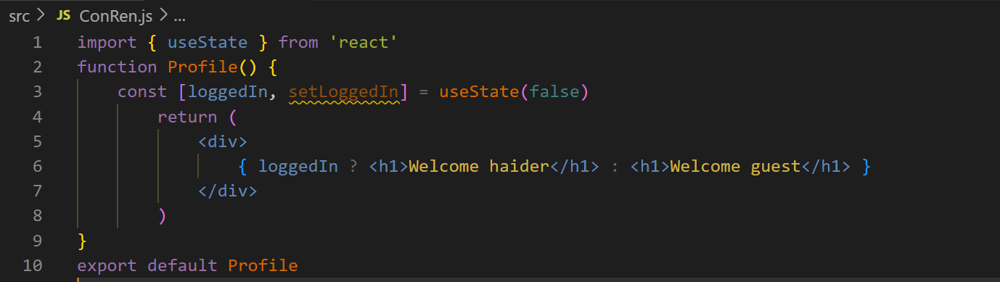 src > JS ConRen.js > ...
1 import { useState } from 'react'
2 function Profile() {
3     const [loggedIn, setLoggedIn] = useState(false)
4         return (
5             <div>
6                 { loggedIn ? <h1>Welcome haider</h1> : <h1>Welcome guest</h1> }
7             </div>
8         )
9 }
10 export default Profile